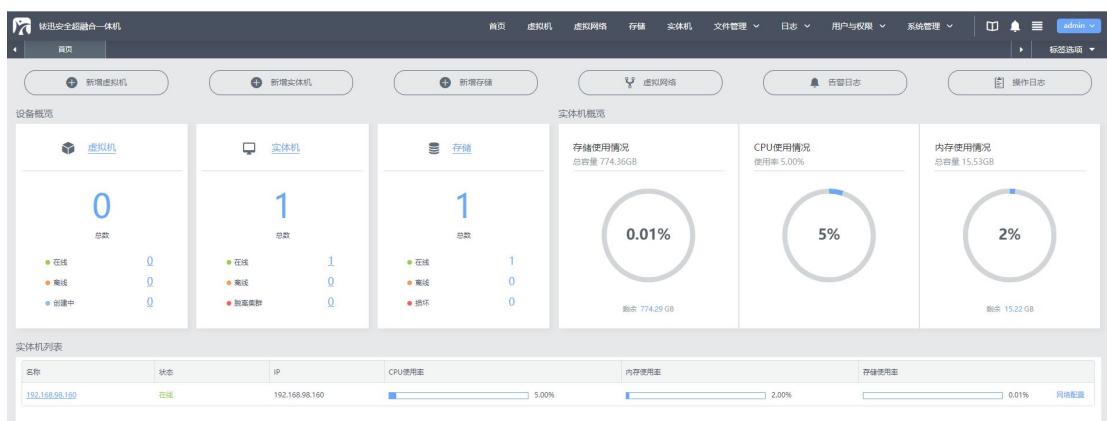 铱迅安全超融合一体机 首页 虚拟机 虚拟网络 存储 实体机 文件管理 日志 用户与权限 系统管理 admin
首页 标签选项
新增虚拟机 新增实体机 新增存储 虚拟网络 告警日志 操作日志
设备概览 实体机概览
虚拟机 实体机 存储 存储使用情况 CPU使用情况 内存使用情况
总容量 774.36GB 使用率 5.00% 总容量 15.53GB
0 1 1
总数 总数 总数
0.01% 5% 2%
在线 0 在线 1 在线 1
离线 0 离线 0 离线 0
创建中 0 脱离集群 0 损坏 0
剩余 774.29 GB 剩余 15.22 GB
实体机列表
名称 状态 IP CPU使用率 内存使用率 存储使用率
192.168.98.160 在线 192.168.98.160 5.00% 2.00% 0.01% 网络配置